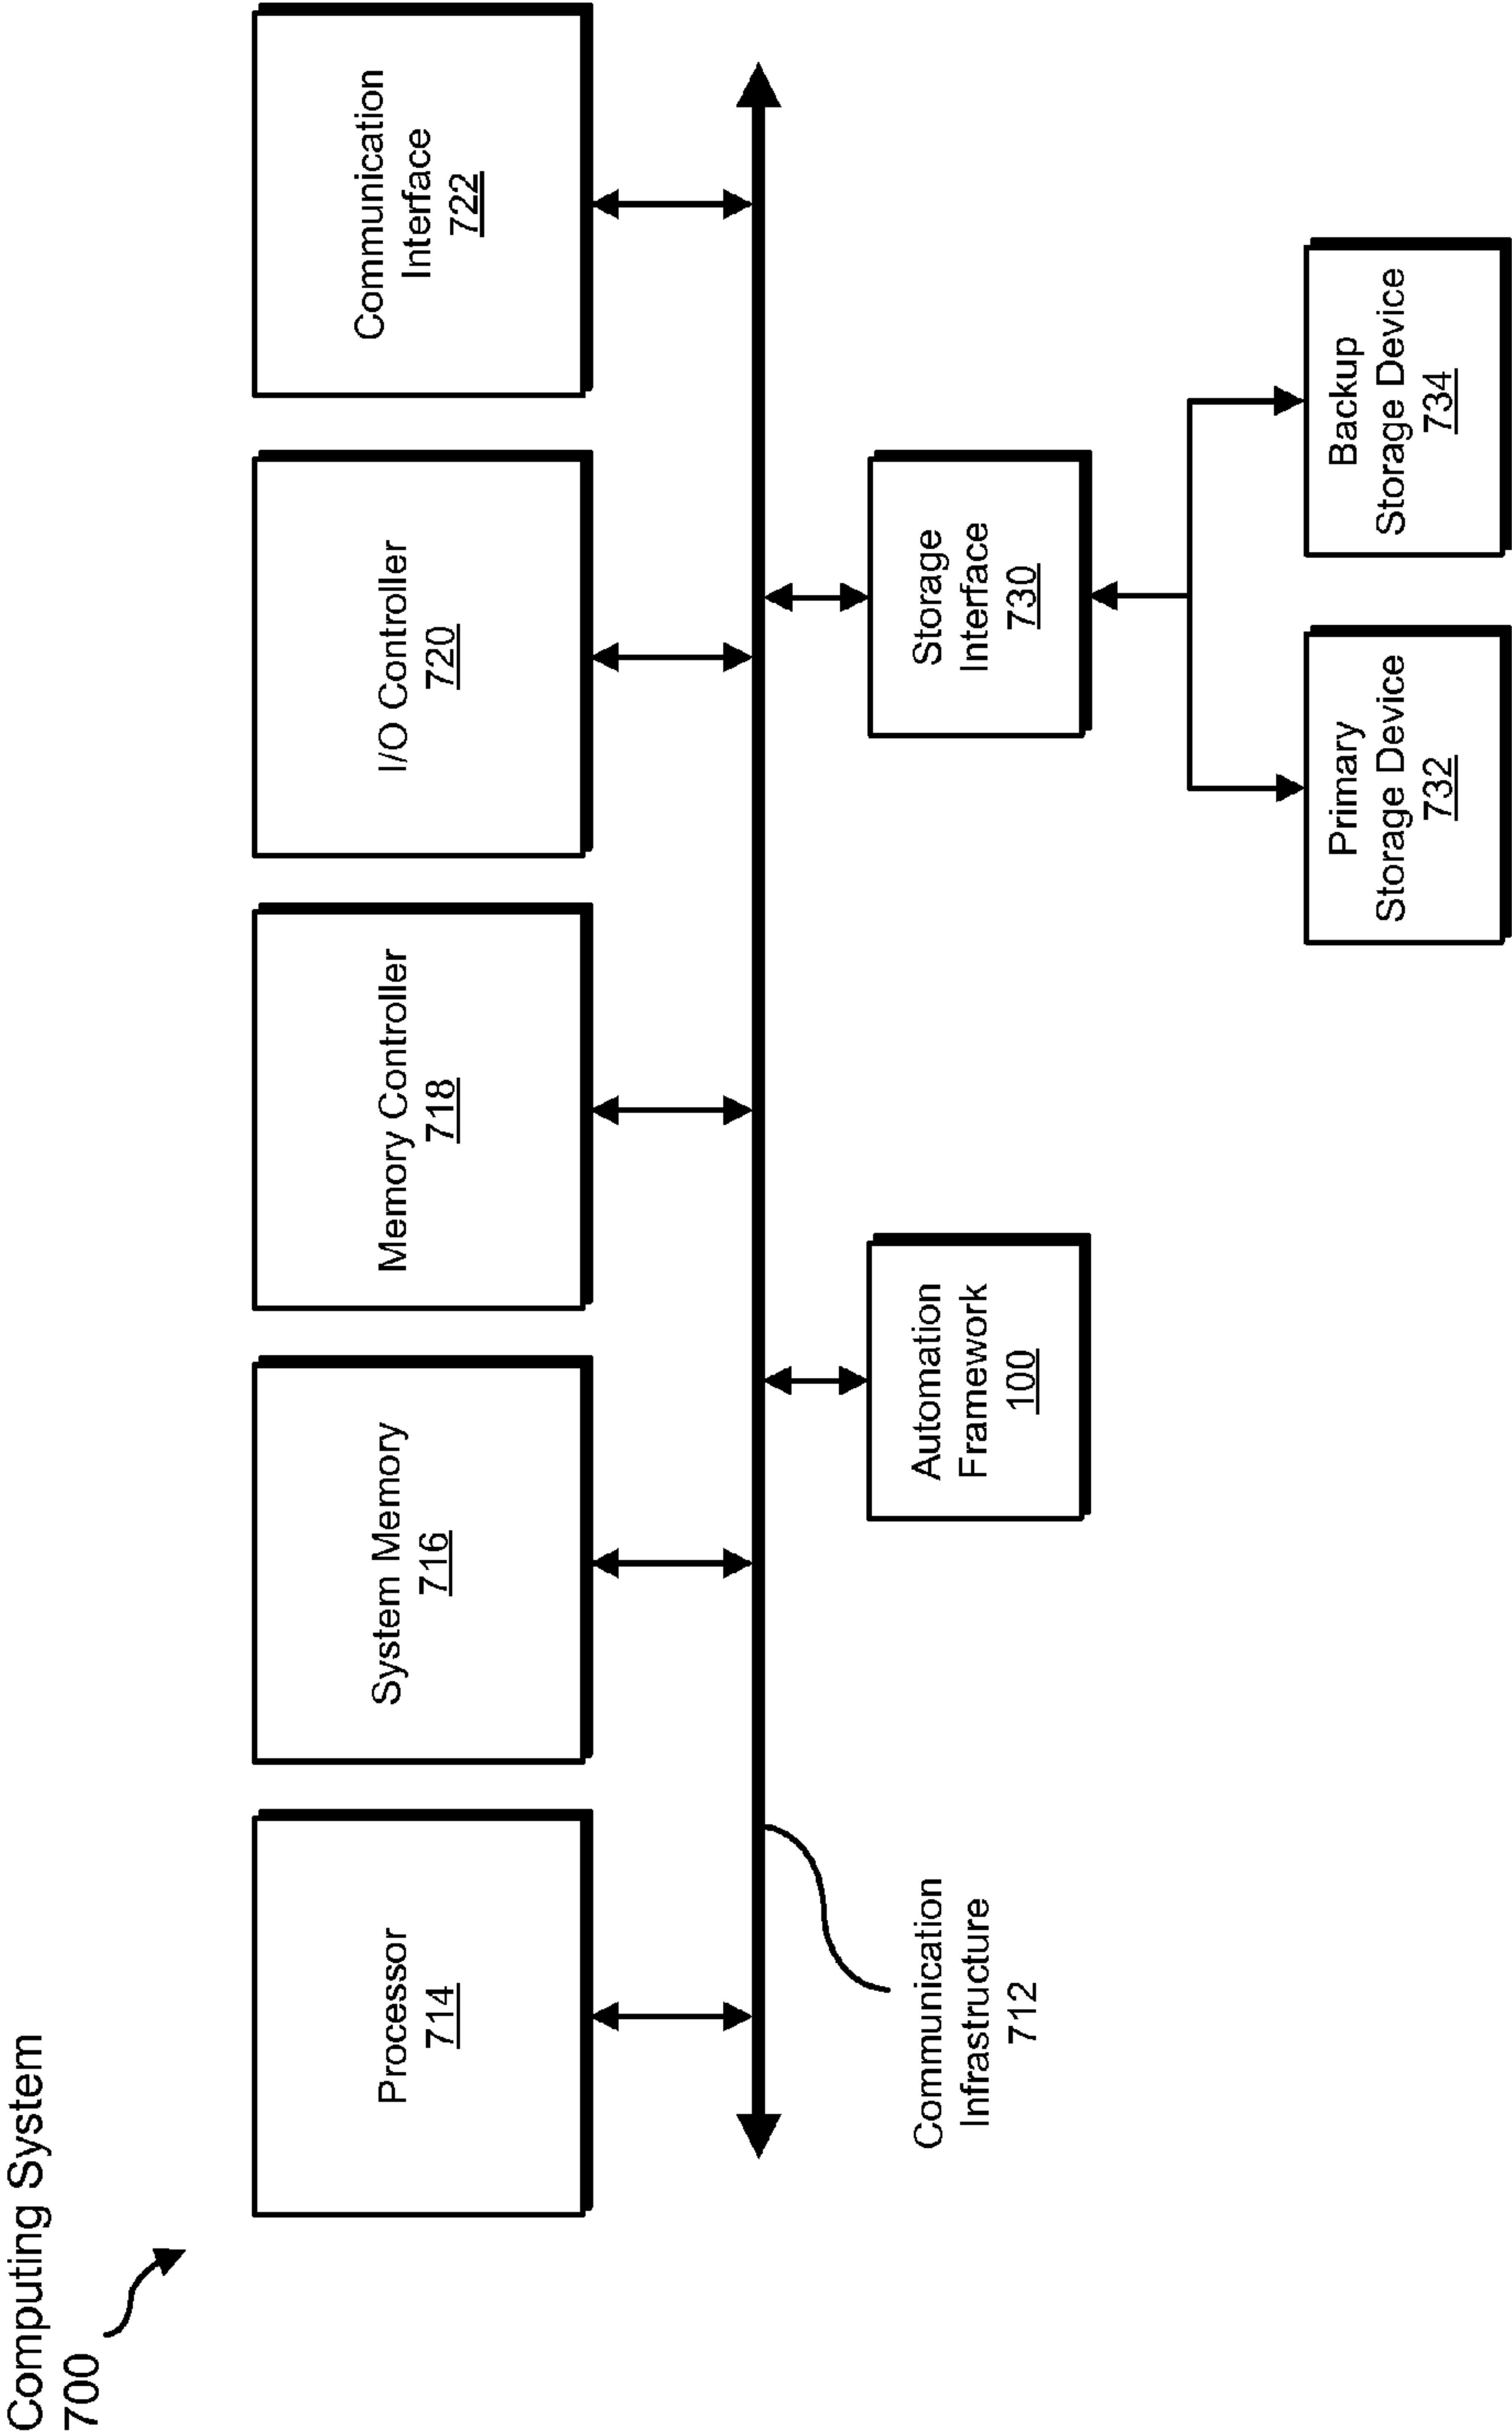 Computing System
700
Processor
714
System Memory
716
Memory Controller
718
I/O Controller
720
Communication
Interface
722
Communication
Infrastructure
712
Automation
Framework
100
Storage
Interface
730
Primary
Storage Device
732
Backup
Storage Device
734